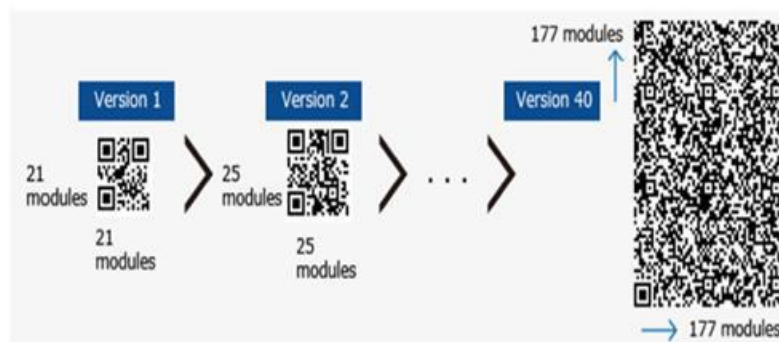 177 modules
Version 1
Version 2
Version 40
21
modules
25
modules
21
modules
25
modules
...
177 modules